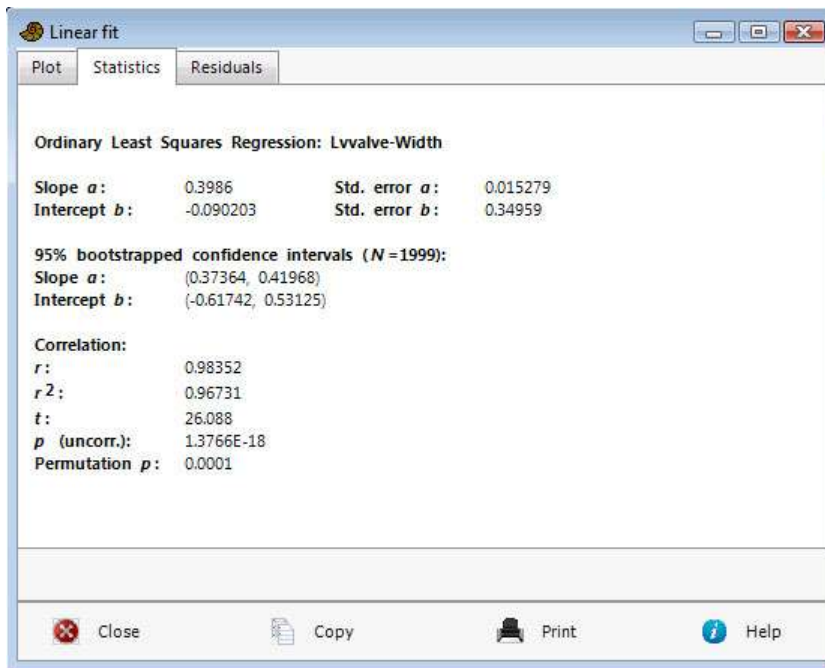 Linear fit
Plot Statistics Residuals
Ordinary Least Squares Regression: Lvvalve-Width
Slope a: 0.3986 Std. error a: 0.015279
Intercept b: -0.090203 Std. error b: 0.34959
95% bootstrapped confidence intervals (N=1999):
Slope a: (0.37364, 0.41968)
Intercept b: (-0.61742, 0.53125)
Correlation:
r: 0.98352
r2: 0.96731
t: 26.088
p (uncorr.): 1.3766E-18
Permutation p: 0.0001
Close Copy Print Help